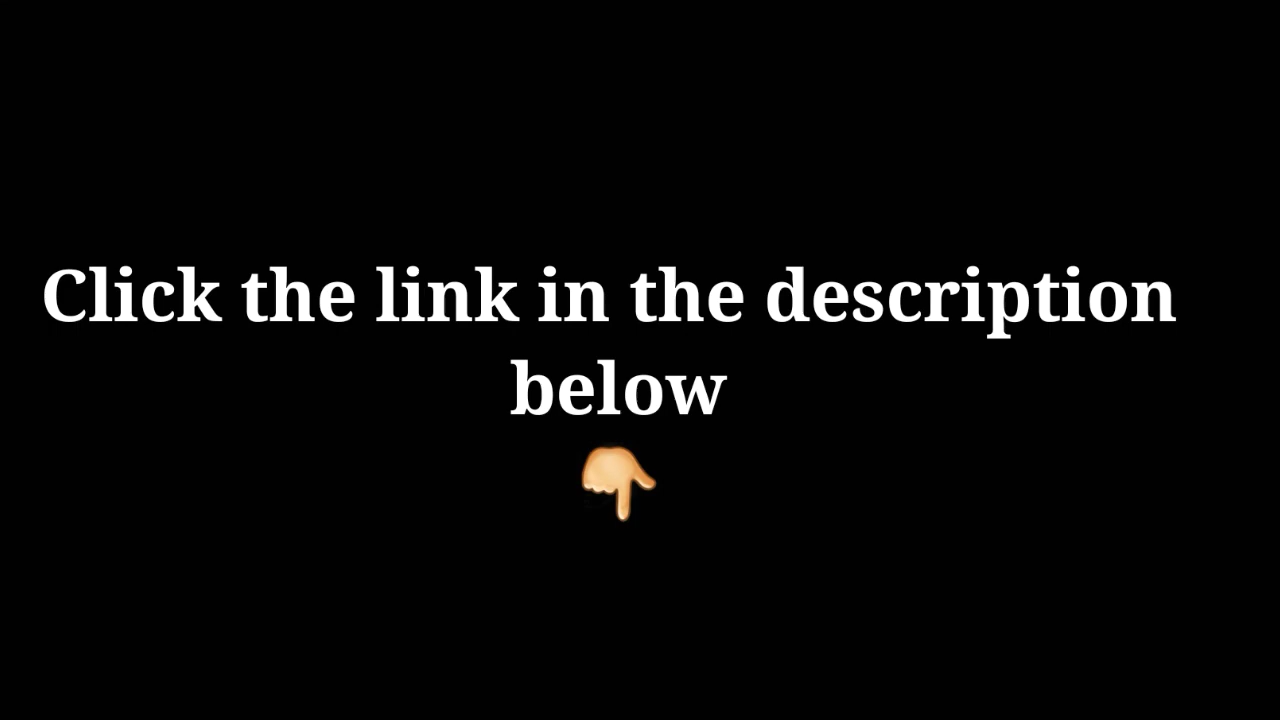 Click the link in the description
below
👇🏼